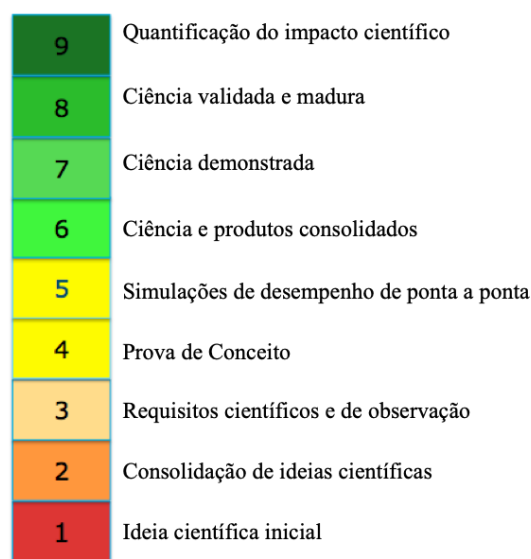 9 Quantificação do impacto científico
8 Ciência validada e madura
7 Ciência demonstrada
6 Ciência e produtos consolidados
5 Simulações de desempenho de ponta a ponta
4 Prova de Conceito
3 Requisitos científicos e de observação
2 Consolidação de ideias científicas
1 Ideia científica inicial